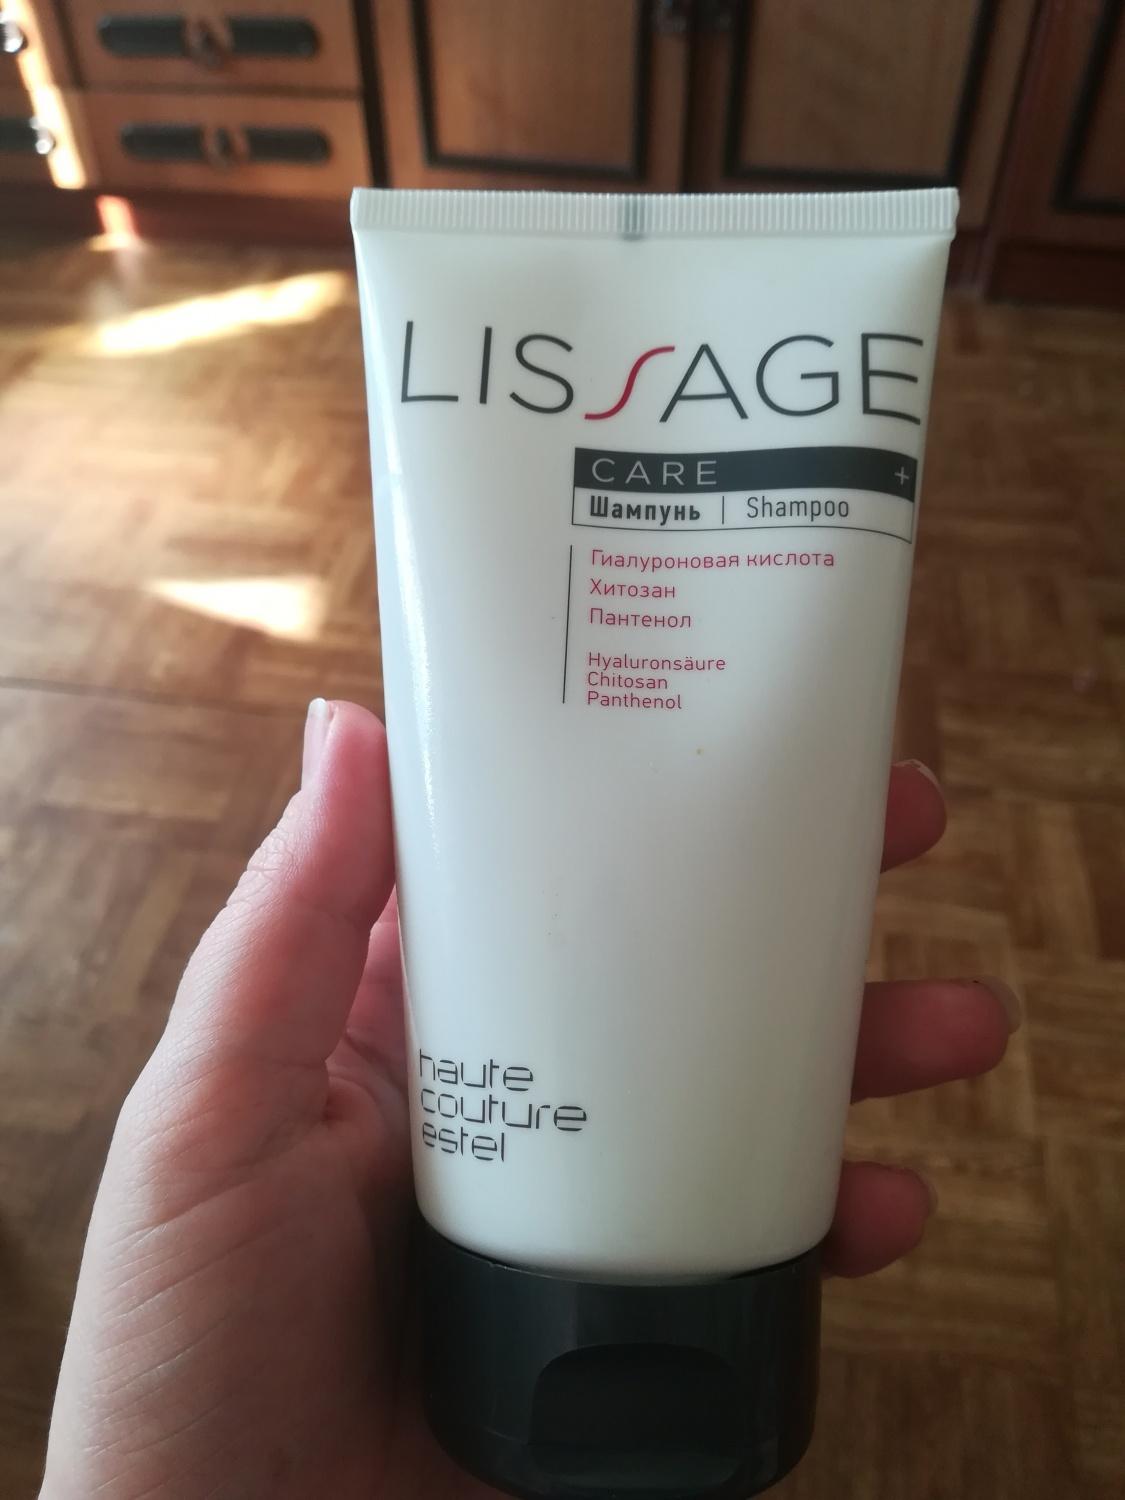 LISSAGE
CARE +
Шампунь | Shampoo
Гиалуроновая кислота
Хитозан
Пантенол
Hyaluronsäure
Chitosan
Panthenol
haute
couture
estel